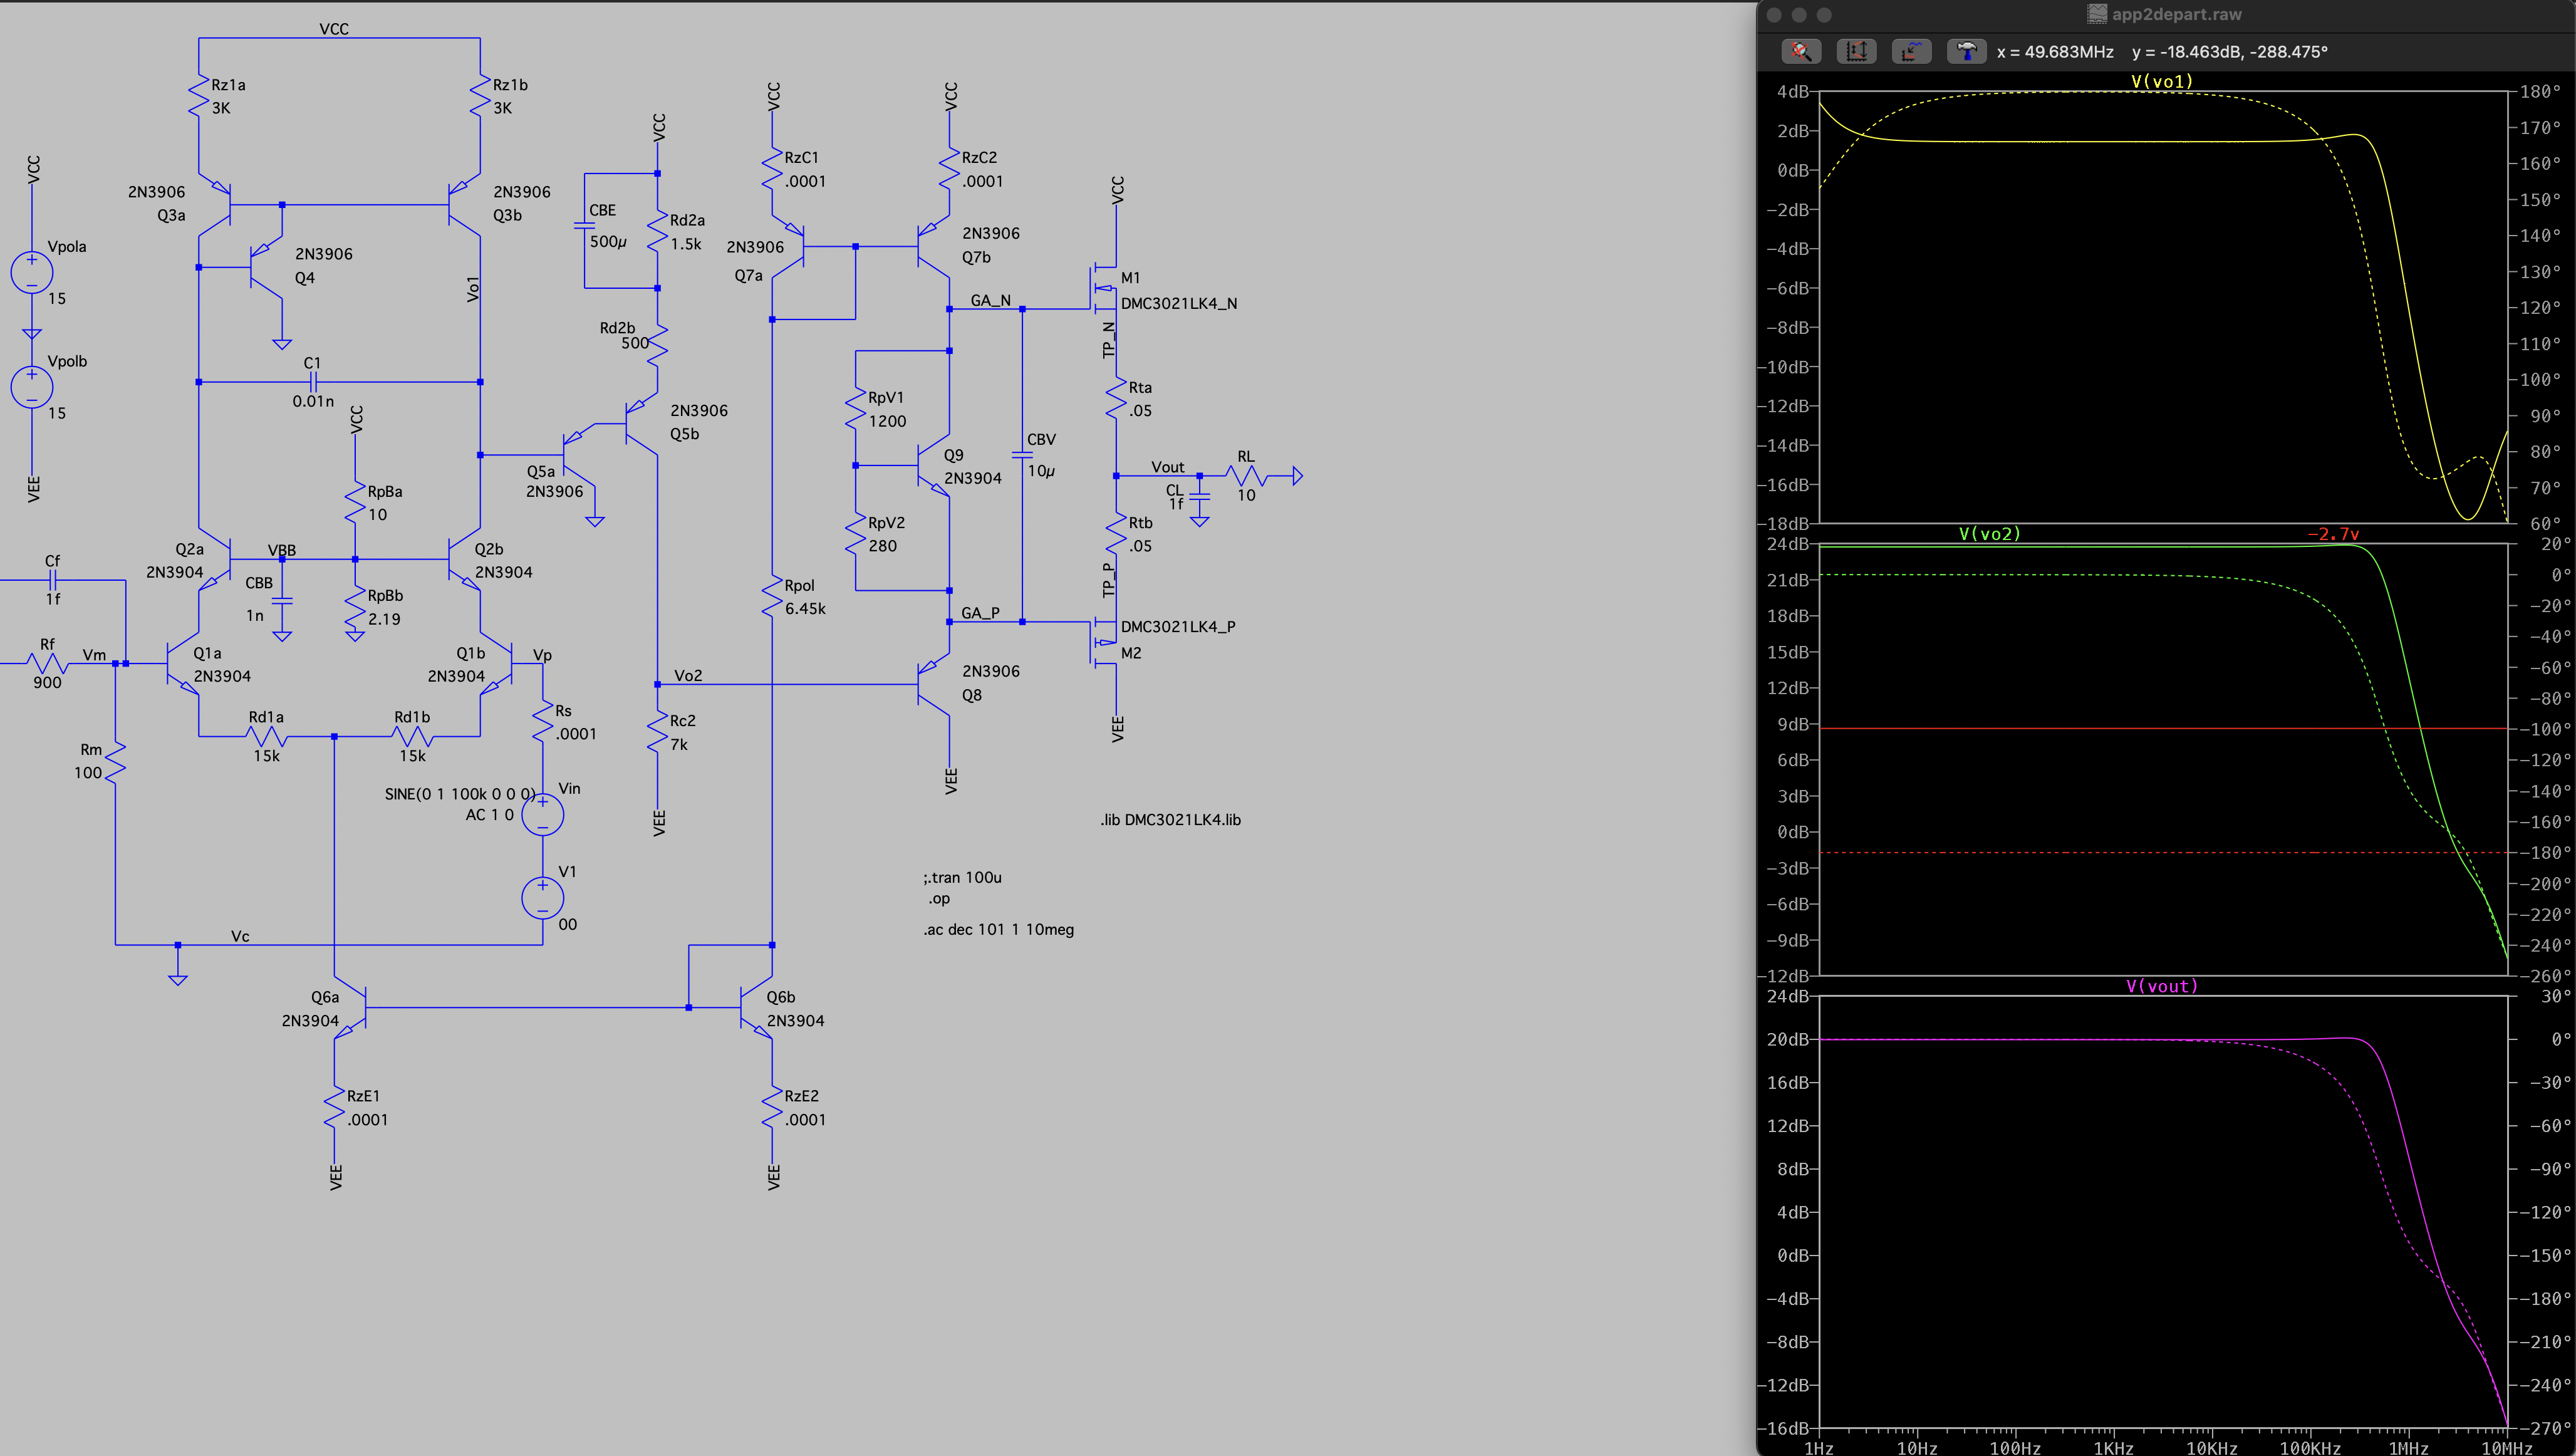 VCC
Rz1a
3K
Rz1b
3K
2N3906
Q3a
2N3906
Q3b
2N3906
Q4
VCC
Vpola
15
Vpolb
15
VEE
Vo1
C1
0.01n
VCC
CBE
500µ
Rd2a
1.5k
Rd2b
500
2N3906
Q5b
Q5a
2N3906
VCC
RpBa
10
Q2a
2N3904
VBB
CBB
1n
RpBb
2.19
Q2b
2N3904
Cf
1f
Rf
900
Vm
Q1a
2N3904
Q1b
2N3904
Vp
Rd1a
15k
Rd1b
15k
Rs
.0001
Rm
100
SINE(0 1 100k 0 0 0)
AC 1 0
Vin
V1
00
Vc
Vo2
Rc2
7k
VEE
VCC
RzC1
.0001
VCC
RzC2
.0001
2N3906
Q7a
2N3906
Q7b
VCC
M1
DMC3021LK4_N
GA_N
TP_N
RpV1
1200
Q9
2N3904
CBV
10µ
Rta
.05
Vout
RL
10
CL
1f
RpV2
280
Rtb
.05
TP_P
GA_P
DMC3021LK4_P
M2
Rpol
6.45k
2N3906
Q8
VEE
VEE
.lib DMC3021LK4.lib
;.tran 100u
.op
.ac dec 101 1 10meg
Q6a
2N3904
Q6b
2N3904
RzE1
.0001
RzE2
.0001
VEE
VEE
app2depart.raw
x = 49.683MHz y = -18.463dB, -288.475°
V(vo1)
4dB
2dB
0dB
-2dB
-4dB
-6dB
-8dB
-10dB
-12dB
-14dB
-16dB
-18dB
180°
170°
160°
150°
140°
130°
120°
110°
100°
90°
80°
70°
60°
V(vo2) -2.7v
24dB
21dB
18dB
15dB
12dB
9dB
6dB
3dB
0dB
-3dB
-6dB
-9dB
-12dB
20°
0°
-20°
-40°
-60°
-80°
-100°
-120°
-140°
-160°
-180°
-200°
-220°
-240°
-260°
V(vout)
24dB
20dB
16dB
12dB
8dB
4dB
0dB
-4dB
-8dB
-12dB
-16dB
30°
0°
-30°
-60°
-90°
-120°
-150°
-180°
-210°
-240°
-270°
1Hz 10Hz 100Hz 1KHz 10KHz 100KHz 1MHz 10MHz